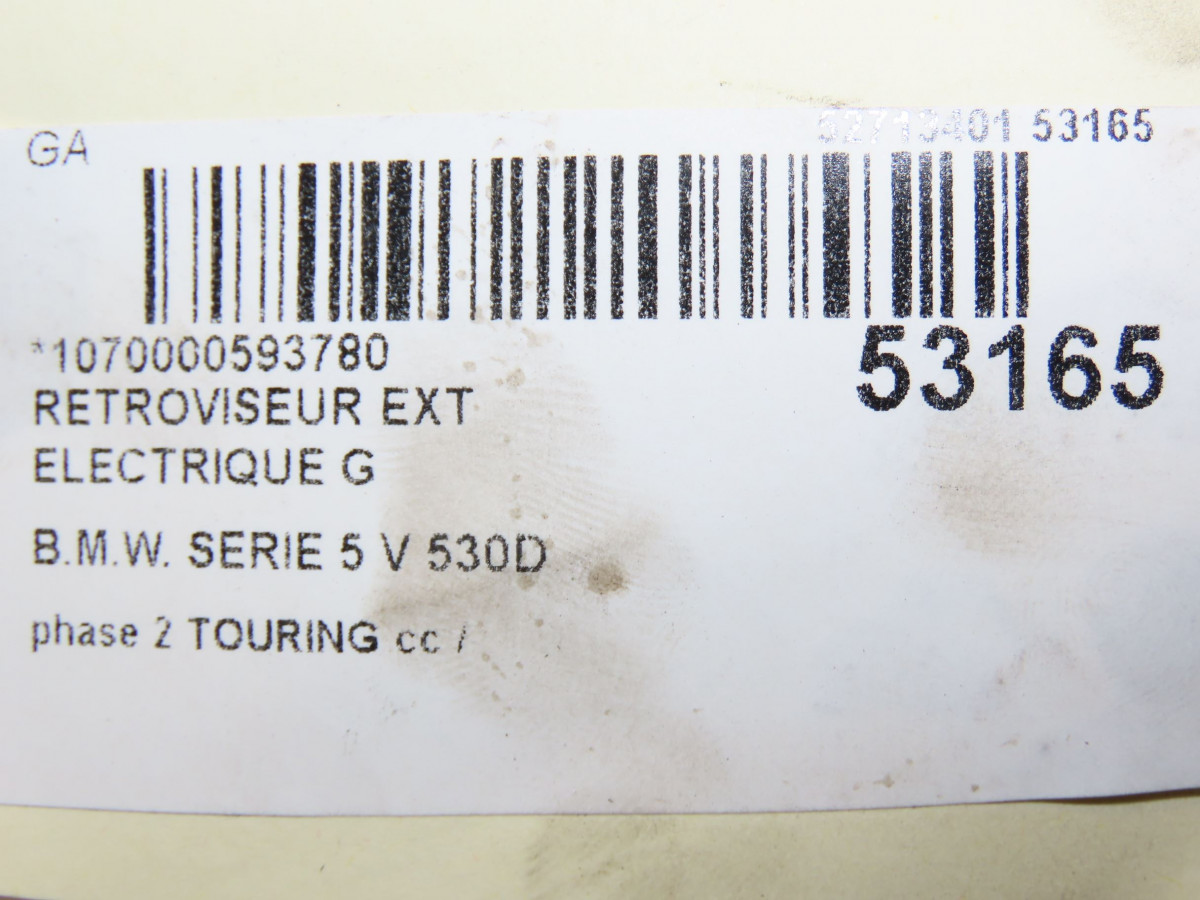 GA
52713401 53165
*1070000593780
53165
RETROVISEUR EXT
ELECTRIQUE G
B.M.W. SERIE 5 V 530D
phase 2 TOURING cc /